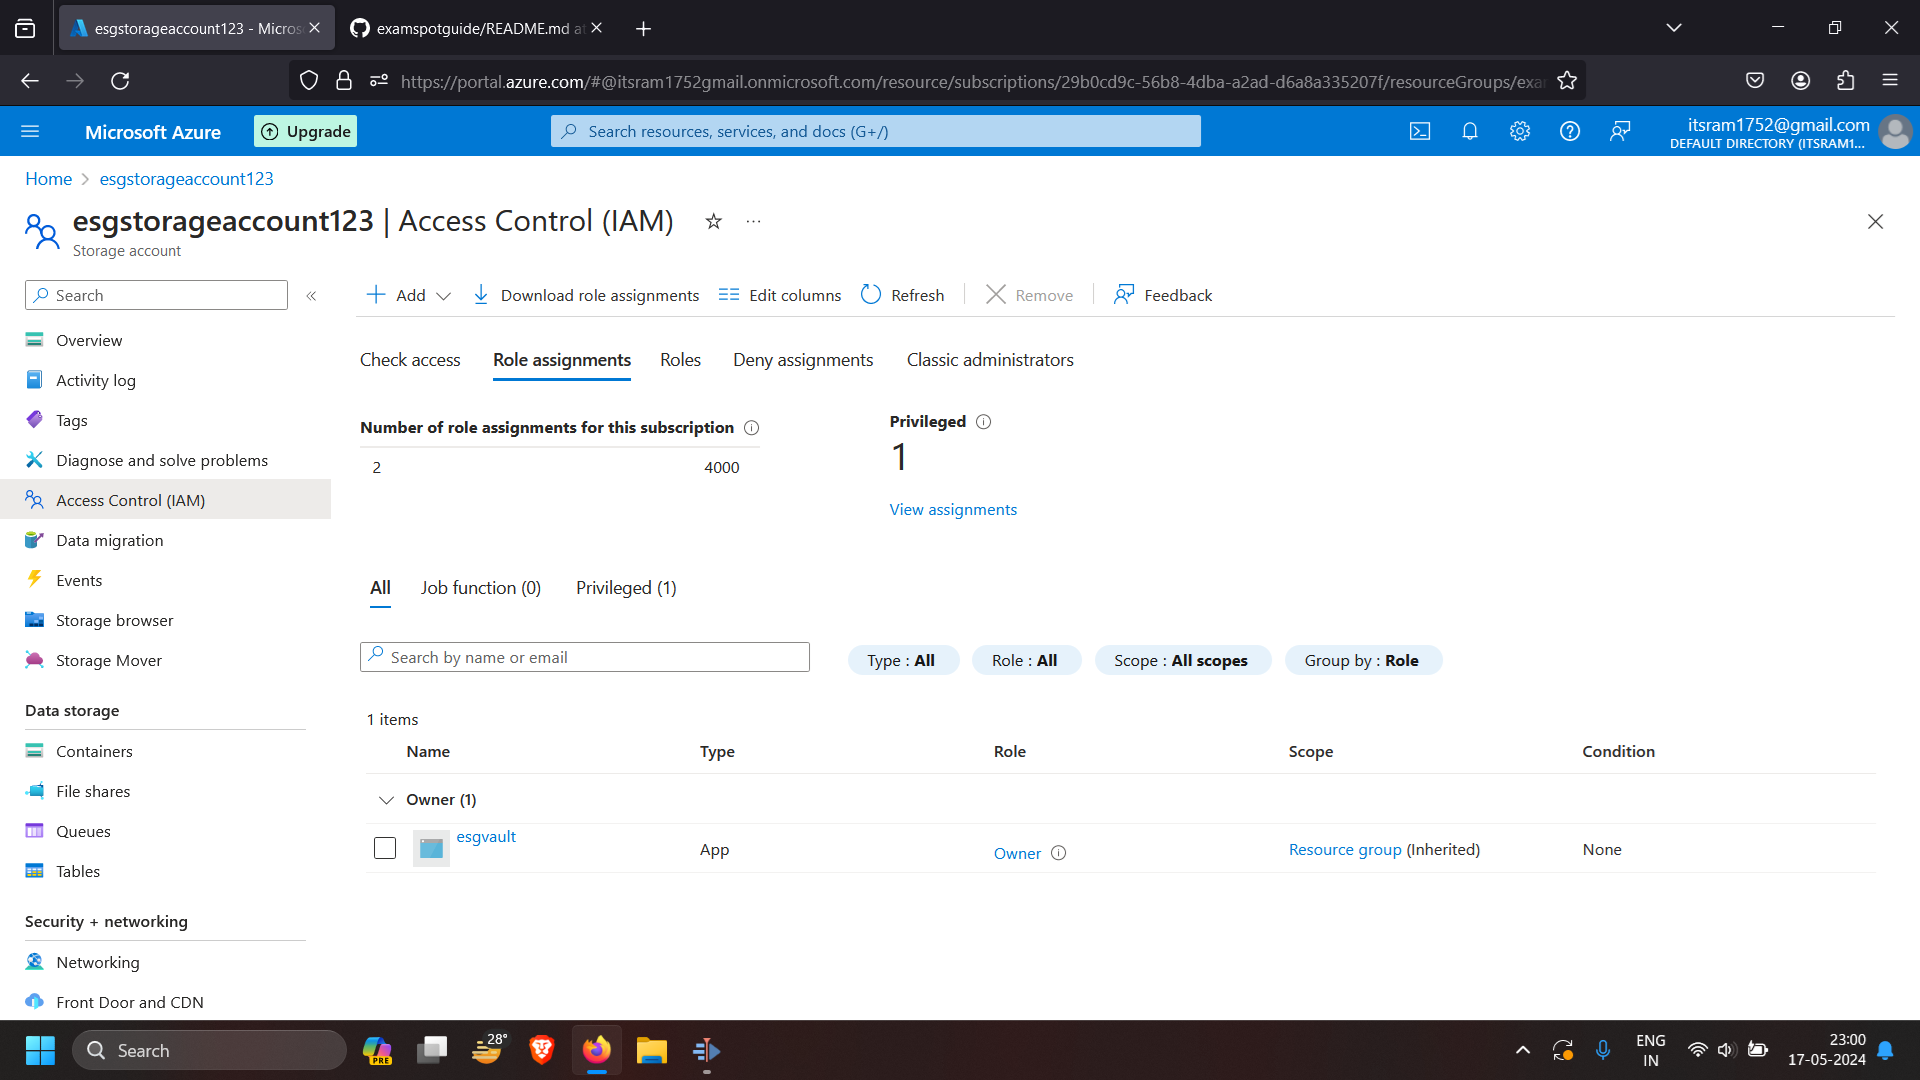 esgstorageaccount123 - Micros
examspotguide/README.md at
https://portal.azure.com/#@itsram1752gmail.onmicrosoft.com/resource/subscriptions/29b0cd9c-56b8-4dba-a2ad-d6a8a335207f/resourceGroups/exa
Microsoft Azure
Upgrade
Search resources, services, and docs (G+/)
itsram1752@gmail.com
DEFAULT DIRECTORY (ITSRAM1...
Home > esgstorageaccount123
esgstorageaccount123 | Access Control (IAM)
Storage account
Search
Add
Download role assignments
Edit columns
Refresh
Remove
Feedback
Overview
Activity log
Tags
Diagnose and solve problems
Access Control (IAM)
Data migration
Events
Storage browser
Storage Mover
Data storage
Containers
File shares
Queues
Tables
Security + networking
Networking
Front Door and CDN
Check access
Role assignments
Roles
Deny assignments
Classic administrators
Number of role assignments for this subscription
2
4000
Privileged
1
View assignments
All
Job function (0)
Privileged (1)
Search by name or email
Type : All
Role : All
Scope : All scopes
Group by : Role
1 items
Name
Type
Role
Scope
Condition
Owner (1)
esgvault
App
Owner
Resource group (Inherited)
None
Search
PRE
28°
ENG
IN
23:00
17-05-2024